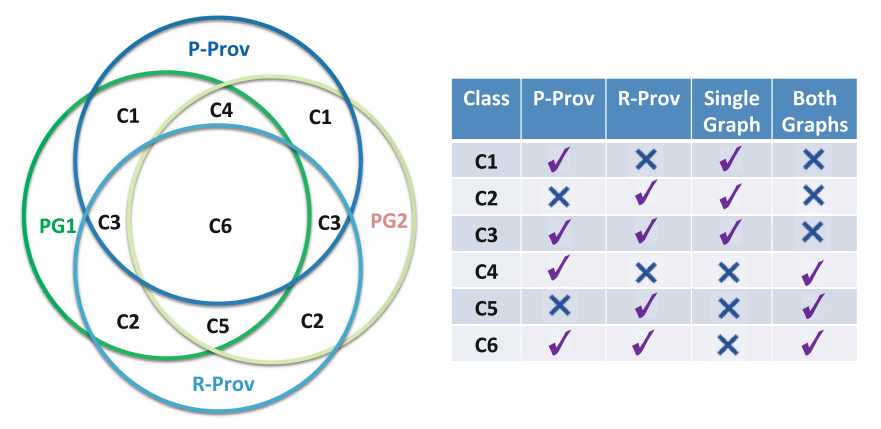 P-Prov
C1
C4
C1
PG1
C3
C6
C3
PG2
C2
C5
C2
R-Prov
Class P-Prov R-Prov Single Graph Both Graphs
C1 ✓ ✗ ✓ ✗
C2 ✗ ✓ ✓ ✗
C3 ✓ ✓ ✓ ✗
C4 ✓ ✗ ✗ ✓
C5 ✗ ✓ ✗ ✓
C6 ✓ ✓ ✗ ✓